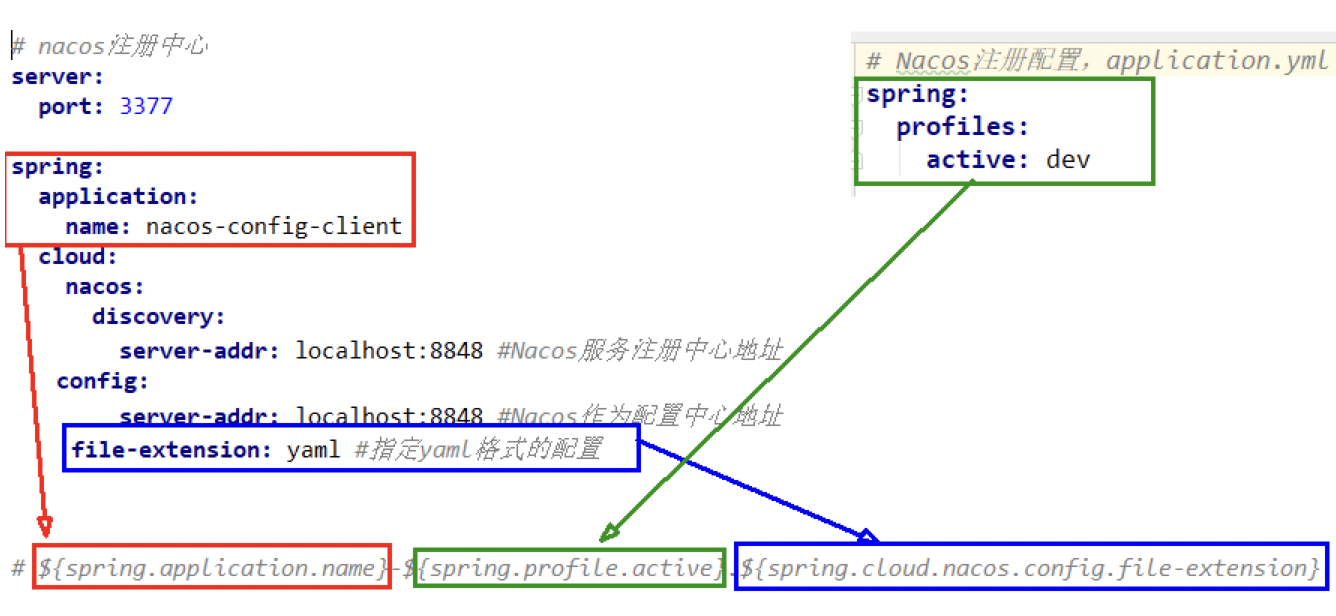 # nacos注册中心
server:
  port: 3377
spring:
  application:
    name: nacos-config-client
  cloud:
    nacos:
      discovery:
        server-addr: localhost:8848 #Nacos服务注册中心地址
   config:
        server-addr: localhost:8848 #Nacos作为配置中心地址
    file-extension: yaml #指定yaml格式的配置
# Nacos注册配置，application.yml
spring:
  profiles:
    active: dev
# ${spring.application.name}-${spring.profile.active}.${spring.cloud.nacos.config.file-extension}